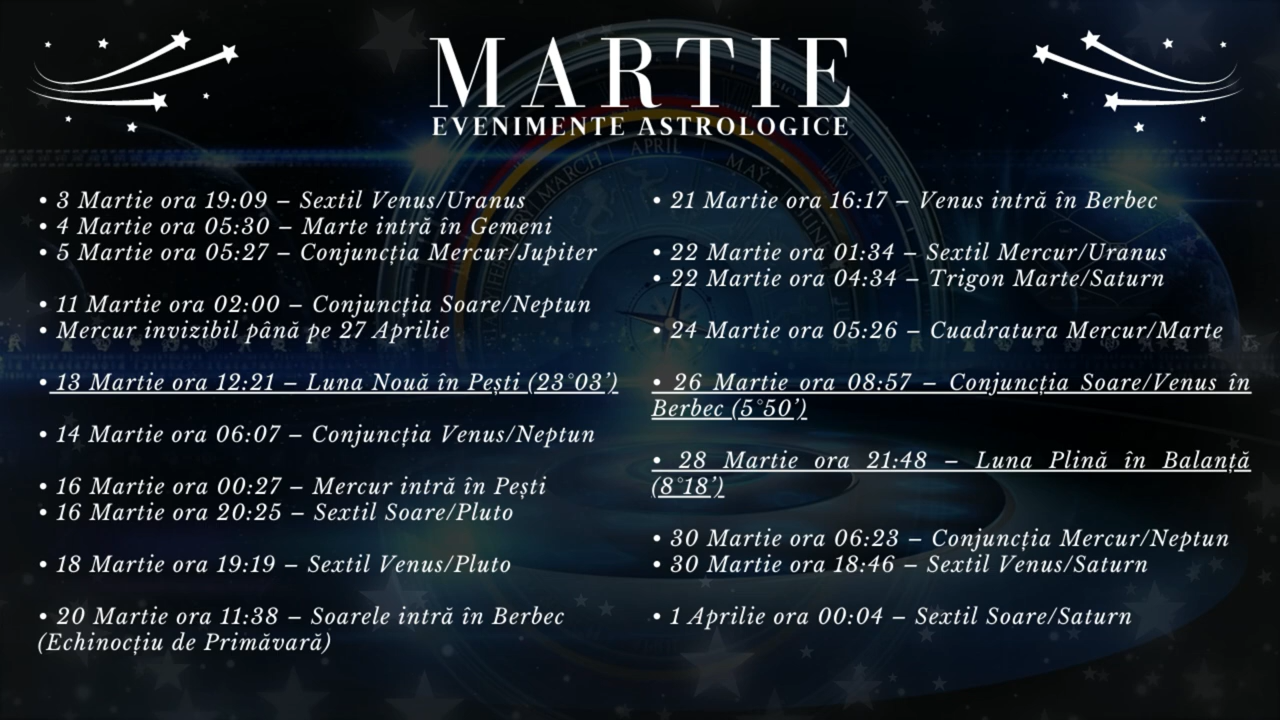 MARTIE
EVENIMENTE ASTROLOGICE
• 3 Martie ora 19:09 – Sextil Venus/Uranus
• 4 Martie ora 05:30 – Marte intră în Gemeni
• 5 Martie ora 05:27 – Conjuncția Mercur/Jupiter
• 11 Martie ora 02:00 – Conjuncția Soare/Neptun
• Mercur invizibil până pe 27 Aprilie
• 13 Martie ora 12:21 – Luna Nouă în Pești (23°03’)
• 14 Martie ora 06:07 – Conjuncția Venus/Neptun
• 16 Martie ora 00:27 – Mercur intră în Pești
• 16 Martie ora 20:25 – Sextil Soare/Pluto
• 18 Martie ora 19:19 – Sextil Venus/Pluto
• 20 Martie ora 11:38 – Soarele intră în Berbec
(Echinocțiu de Primăvară)
• 21 Martie ora 16:17 – Venus intră în Berbec
• 22 Martie ora 01:34 – Sextil Mercur/Uranus
• 22 Martie ora 04:34 – Trigon Marte/Saturn
• 24 Martie ora 05:26 – Cuadratura Mercur/Marte
• 26 Martie ora 08:57 – Conjuncția Soare/Venus în
Berbec (5°50’)
• 28 Martie ora 21:48 – Luna Plină în Balanță
(8°18’)
• 30 Martie ora 06:23 – Conjuncția Mercur/Neptun
• 30 Martie ora 18:46 – Sextil Venus/Saturn
• 1 Aprilie ora 00:04 – Sextil Soare/Saturn
MARCH
APRIL
MAY